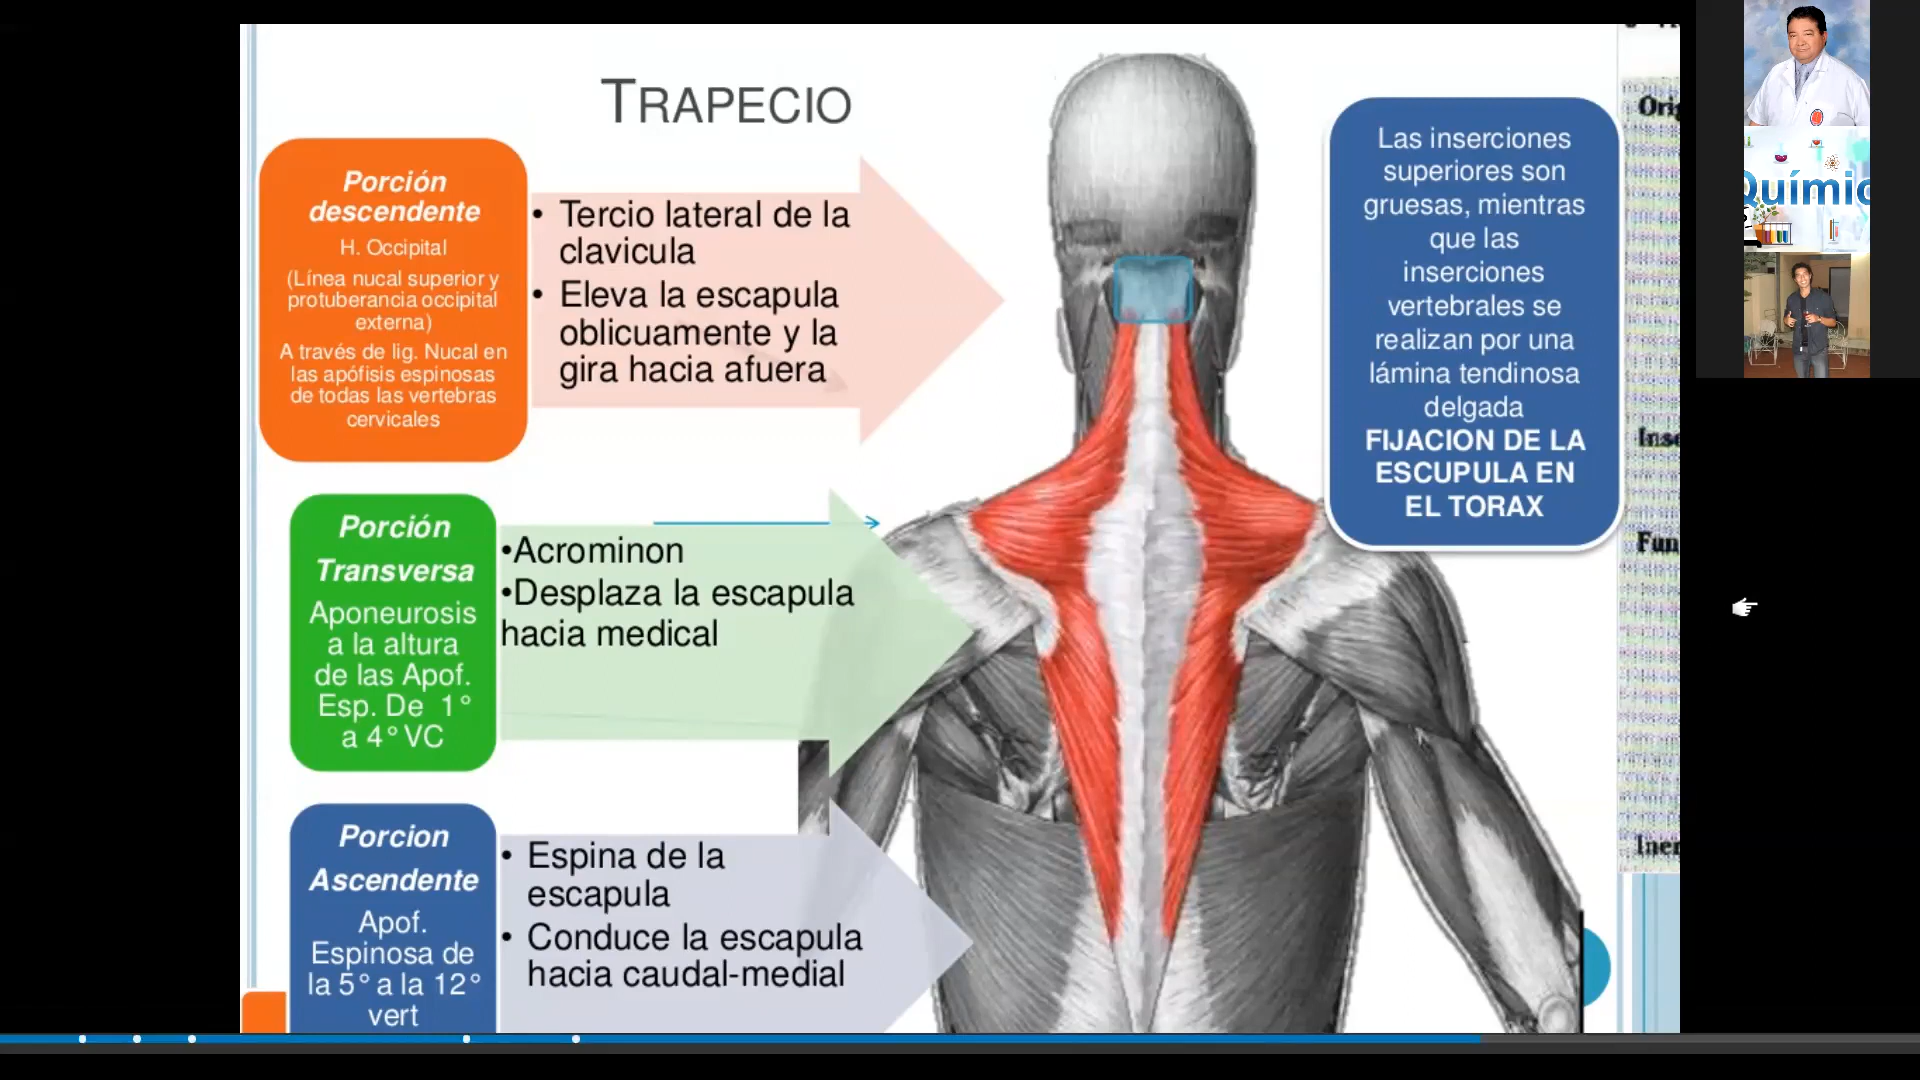 TRAPECIO
Porción
descendente
H. Occipital
(Línea nucal superior y
protuberancia occipital
externa)
A través de lig. Nucal en
las apófisis espinosas
de todas las vertebras
cervicales
• Tercio lateral de la
clavicula
• Eleva la escapula
oblicuamente y la
gira hacia afuera
Porción
Transversa
Aponeurosis
a la altura
de las Apof.
Esp. De 1°
a 4° VC
•Acrominon
•Desplaza la escapula
hacia medical
Porcion
Ascendente
Apof.
Espinosa de
la 5° a la 12°
vert
• Espina de la
escapula
• Conduce la escapula
hacia caudal-medial
Las inserciones
superiores son
gruesas, mientras
que las
inserciones
vertebrales se
realizan por una
lámina tendinosa
delgada
FIJACION DE LA
ESCUPULA EN
EL TORAX
Orig
Inse
Fun
Iner
Químic